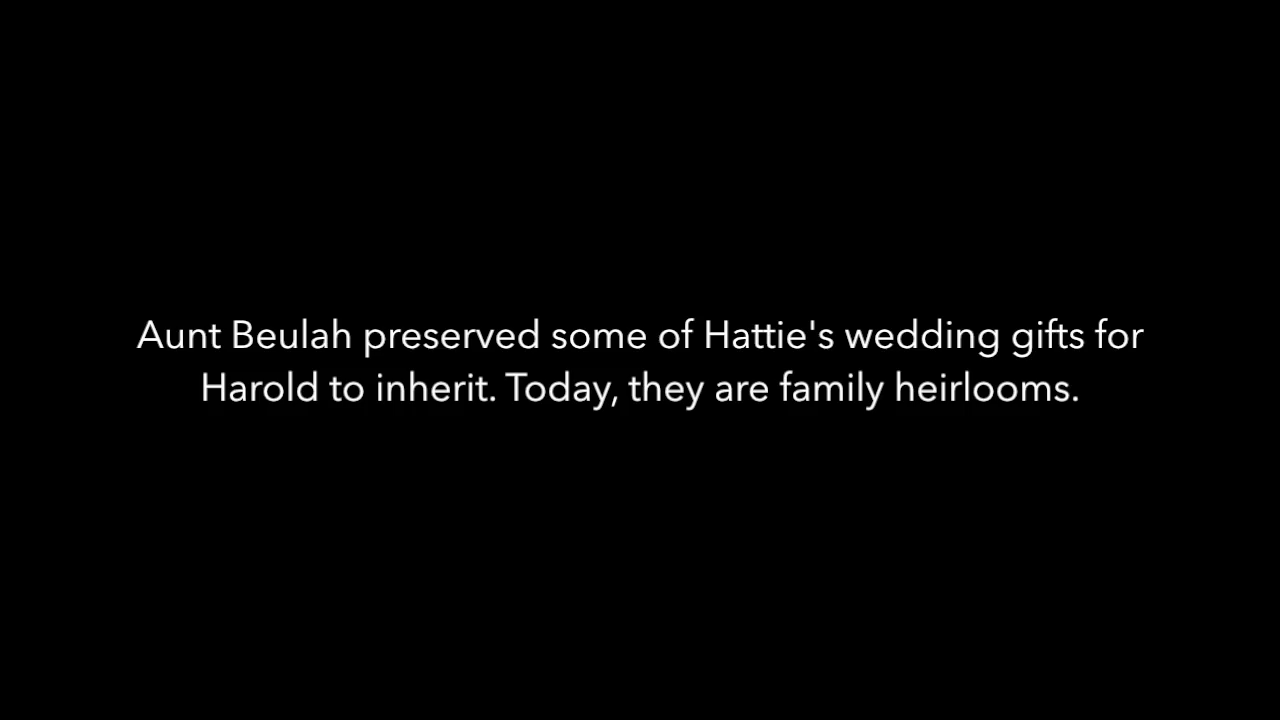 Aunt Beulah preserved some of Hattie's wedding gifts for
Harold to inherit. Today, they are family heirlooms.